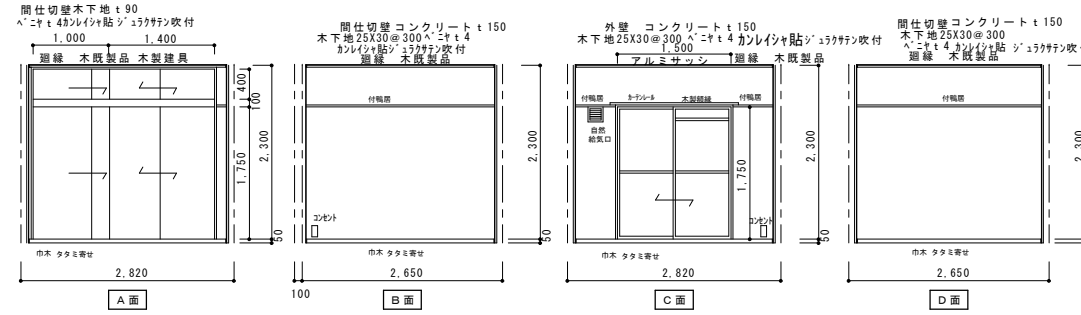 間仕切壁木下地t90
ベニヤt4カンレイシャ貼ジュラクサテン吹付
1,000
1,400
廻縁 木既製品 木製建具
400
100
1,750
2,300
50
巾木 タタミ寄せ
2,820
A面
間仕切壁コンクリートt150
木下地25X30@300ベニヤt4
カンレイシャ貼ジュラクサテン吹付
廻縁 木既製品
付鴨居
2,300
コンセント
50
巾木 タタミ寄せ
2,650
100
B面
外壁 コンクリートt150
木下地25X30@300 ベニヤt4 カンレイシャ貼 ジュラクサテン吹付
1,500
アルミサッシ 廻縁 木既製品
付鴨居 カーテンレール 木製額縁 付鴨居
自然
給気口
1,750
2,300
コンセント
50
巾木 タタミ寄せ
2,820
C面
間仕切壁コンクリートt150
木下地25X30@300
ベニヤt4 カンレイシャ貼 ジュラクサテン吹付
廻縁 木既製品
付鴨居
2,300
巾木 タタミ寄せ
2,650
D面